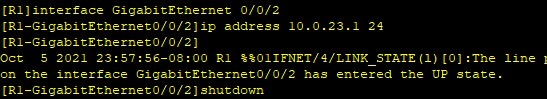 [R1]interface GigabitEthernet 0/0/2
[R1-GigabitEthernet0/0/2]ip address 10.0.23.1 24
[R1-GigabitEthernet0/0/2]
Oct  5 2021 23:57:56-08:00 R1 %%01IFNET/4/LINK_STATE(l)[0]:The line
on the interface GigabitEthernet0/0/2 has entered the UP state.
[R1-GigabitEthernet0/0/2]shutdown